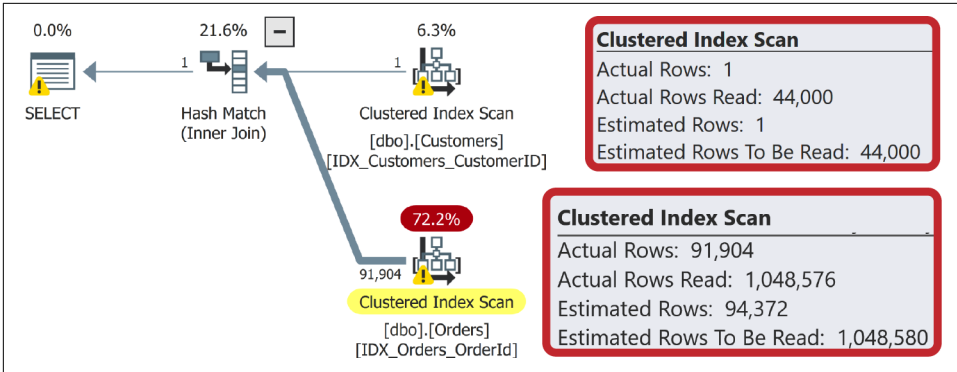 0.0%
21.6%
6.3%
1
1
SELECT
Hash Match
(Inner Join)
Clustered Index Scan
[dbo].[Customers]
[IDX_Customers_CustomerID]
72.2%
91,904
Clustered Index Scan
[dbo].[Orders]
[IDX_Orders_OrderId]
Clustered Index Scan
Actual Rows: 1
Actual Rows Read: 44,000
Estimated Rows: 1
Estimated Rows To Be Read: 44,000
Clustered Index Scan
Actual Rows: 91,904
Actual Rows Read: 1,048,576
Estimated Rows: 94,372
Estimated Rows To Be Read: 1,048,580